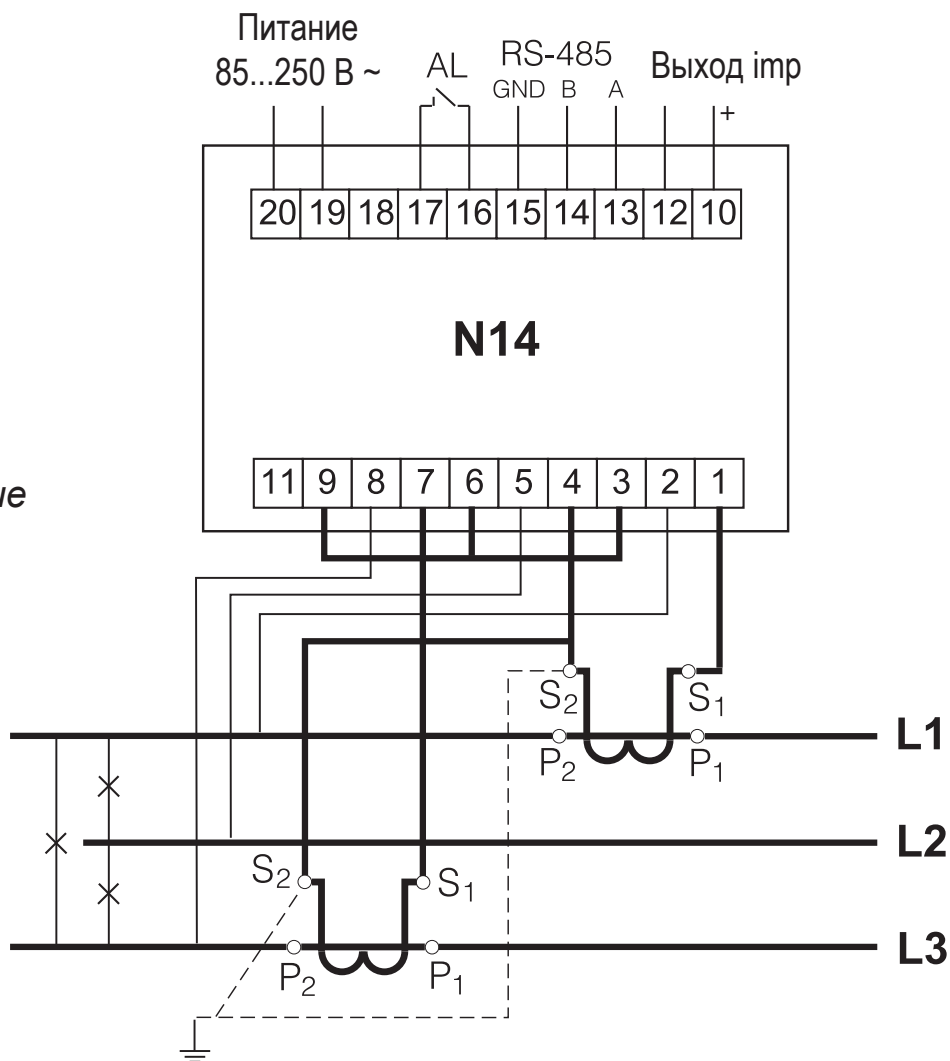 Питание
85...250 В ~
AL
RS-485
GND B A
Выход imp
+
20 19 18 17 16 15 14 13 12 10
N14
11 9 8 7 6 5 4 3 2 1
S2 S1
L1
P2 P1
L2
S2 S1
L3
P2 P1